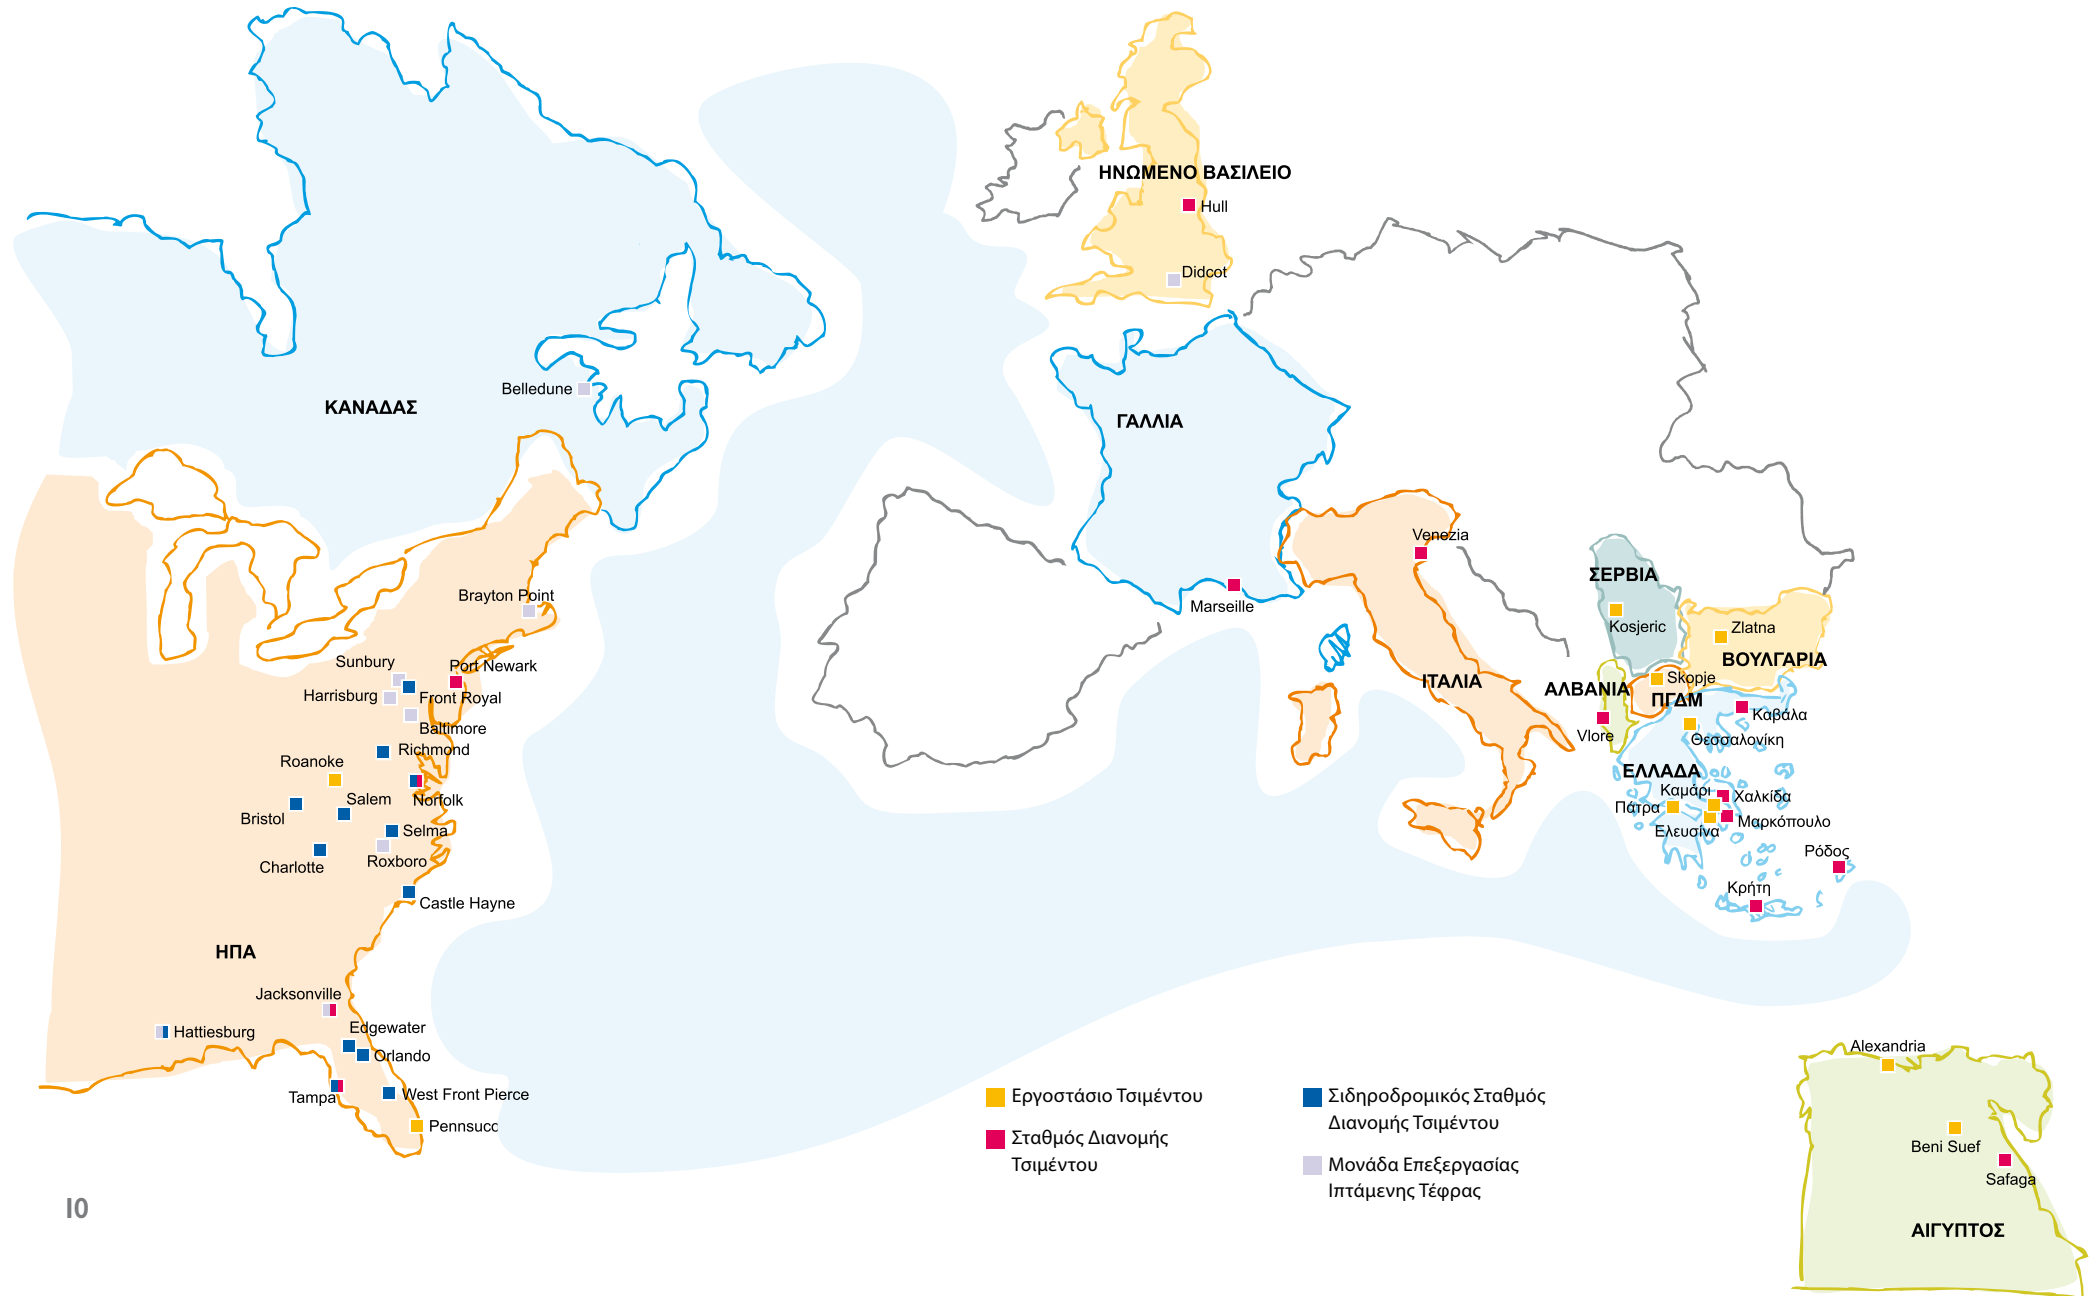 ΗΝΩΜΕΝΟ ΒΑΣΙΛΕΙΟ
Hull
Didcot
ΚΑΝΑΔΑΣ
Belledune
ΓΑΛΛΙΑ
Marseille
Venezia
ΙΤΑΛΙΑ
ΣΕΡΒΙΑ
Kosjeric
Zlatna
ΒΟΥΛΓΑΡΙΑ
Skopje
ΠΓΔΜ
ΑΛΒΑΝΙΑ
Vlore
Καβάλα
Θεσσαλονίκη
ΕΛΛΑΔΑ
Καμάρι
Χαλκίδα
Πάτρα
Μαρκόπουλο
Ελευσίνα
Ρόδος
Κρήτη
Brayton Point
Sunbury
Port Newark
Harrisburg
Front Royal
Baltimore
Richmond
Roanoke
Norfolk
Salem
Bristol
Selma
Roxboro
Charlotte
Castle Hayne
ΗΠΑ
Jacksonville
Hattiesburg
Edgewater
Orlando
Tampa
West Front Pierce
Pennsuco
Εργοστάσιο Τσιμέντου
Σταθμός Διανομής
Τσιμέντου
Σιδηροδρομικός Σταθμός
Διανομής Τσιμέντου
Μονάδα Επεξεργασίας
Ιπτάμενης Τέφρας
Alexandria
Beni Suef
Safaga
ΑΙΓΥΠΤΟΣ
10